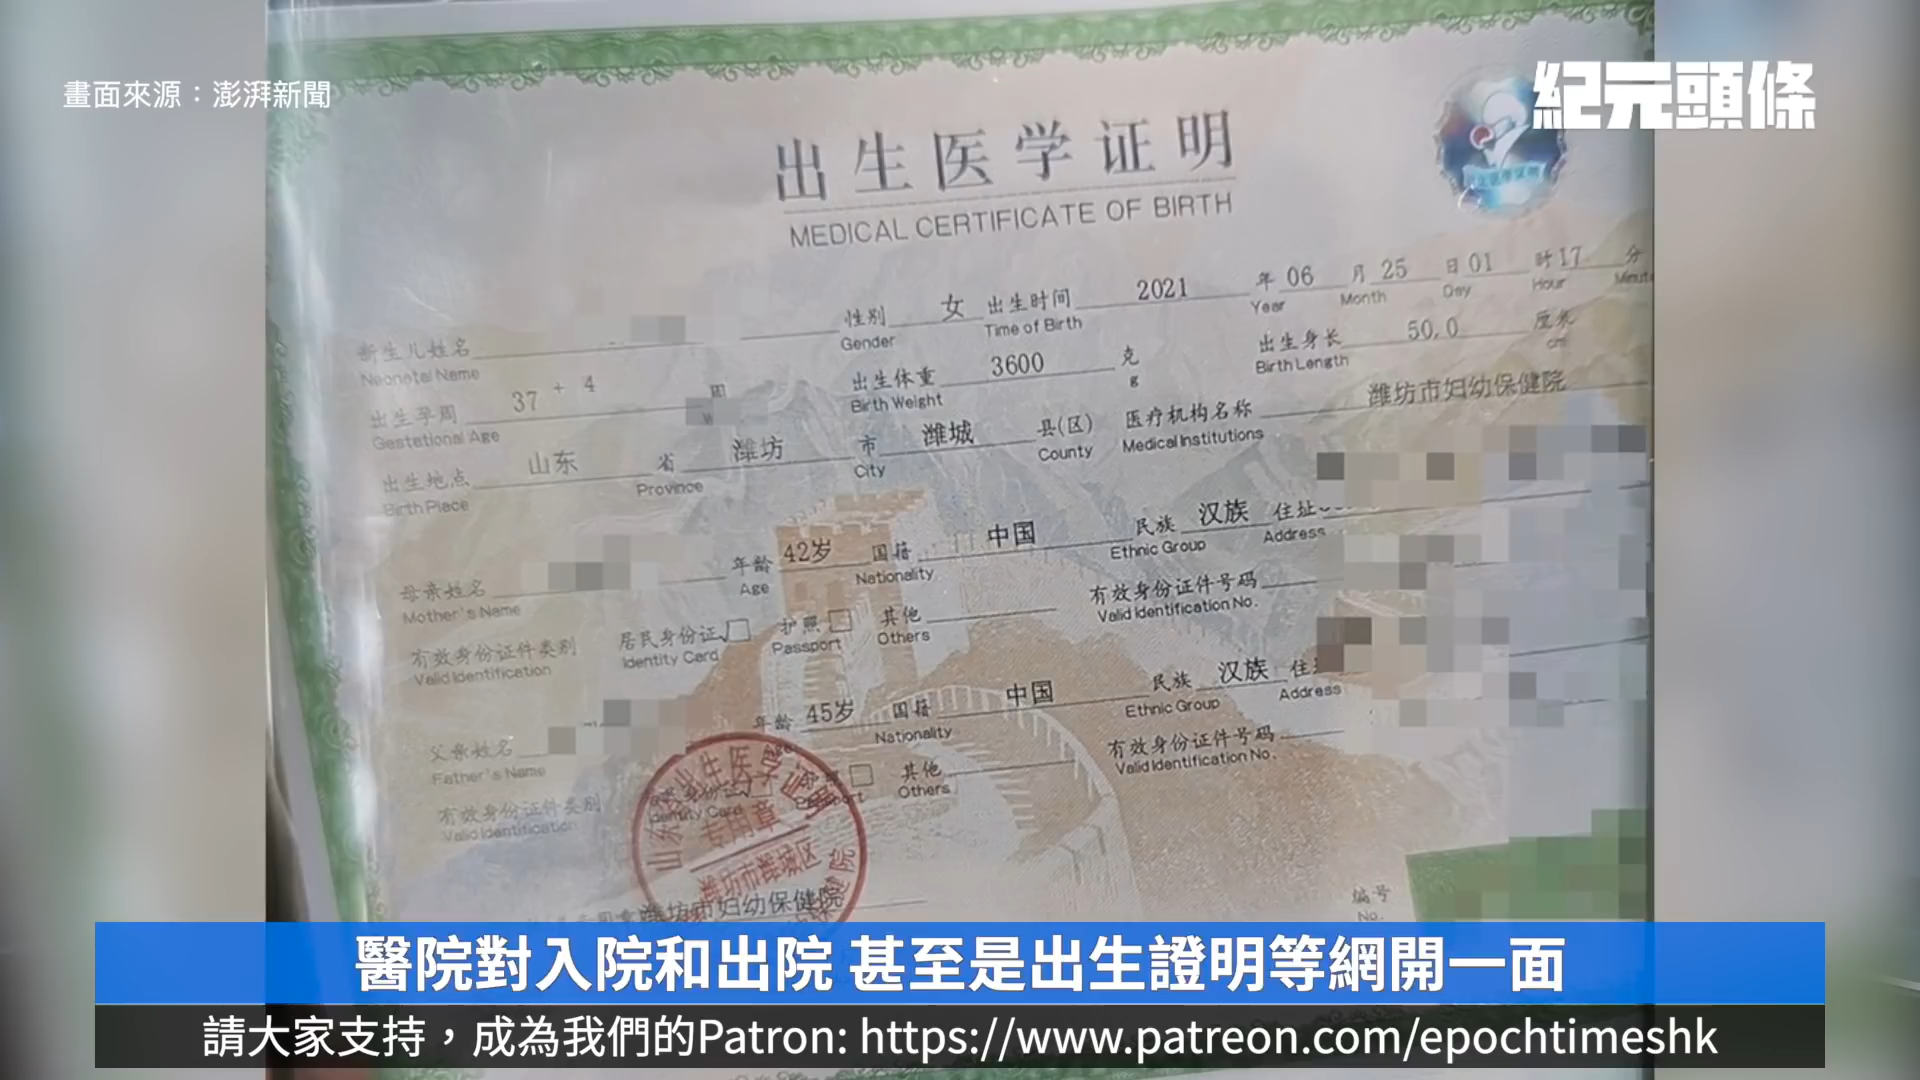 畫面來源：澎湃新聞
紀元頭條
出生医学证明
MEDICAL CERTIFICATE OF BIRTH
新生儿姓名 性别 女 出生时间 2021 年 06 月 25 日 01 时 17 分
Neonatal Name Gender Time of Birth Year Month Day Hour Minute
出生孕周 37 + 4 周 出生体重 3600 克 出生身长 50.0 厘米
Gestational Age W Birth Weight g Birth Length cm
出生地点 山东 省 潍坊 市 潍城 县(区) 医疗机构名称 潍坊市妇幼保健院
Birth Place Province City County Medical Institutions
母亲姓名 年龄 42岁 国籍 中国 民族 汉族 住址
Mother's Name Age Nationality Ethnic Group Address
有效身份证件类别 居民身份证 护照 其他 有效身份证件号码
Valid Identification Identity Card Passport Others Valid Identification No.
父亲姓名 年龄 45岁 国籍 中国 民族 汉族 住
Father's Name Age Nationality Ethnic Group Address
有效身份证件类别 其他 有效身份证件号码
Valid Identification Identity Card Others Valid Identification No.
出生医学证明
专用章
潍坊市潍城区
潍坊市妇幼保健院
编号
No.
醫院對入院和出院 甚至是出生證明等網開一面
請大家支持，成為我們的Patron: https://www.patreon.com/epochtimeshk